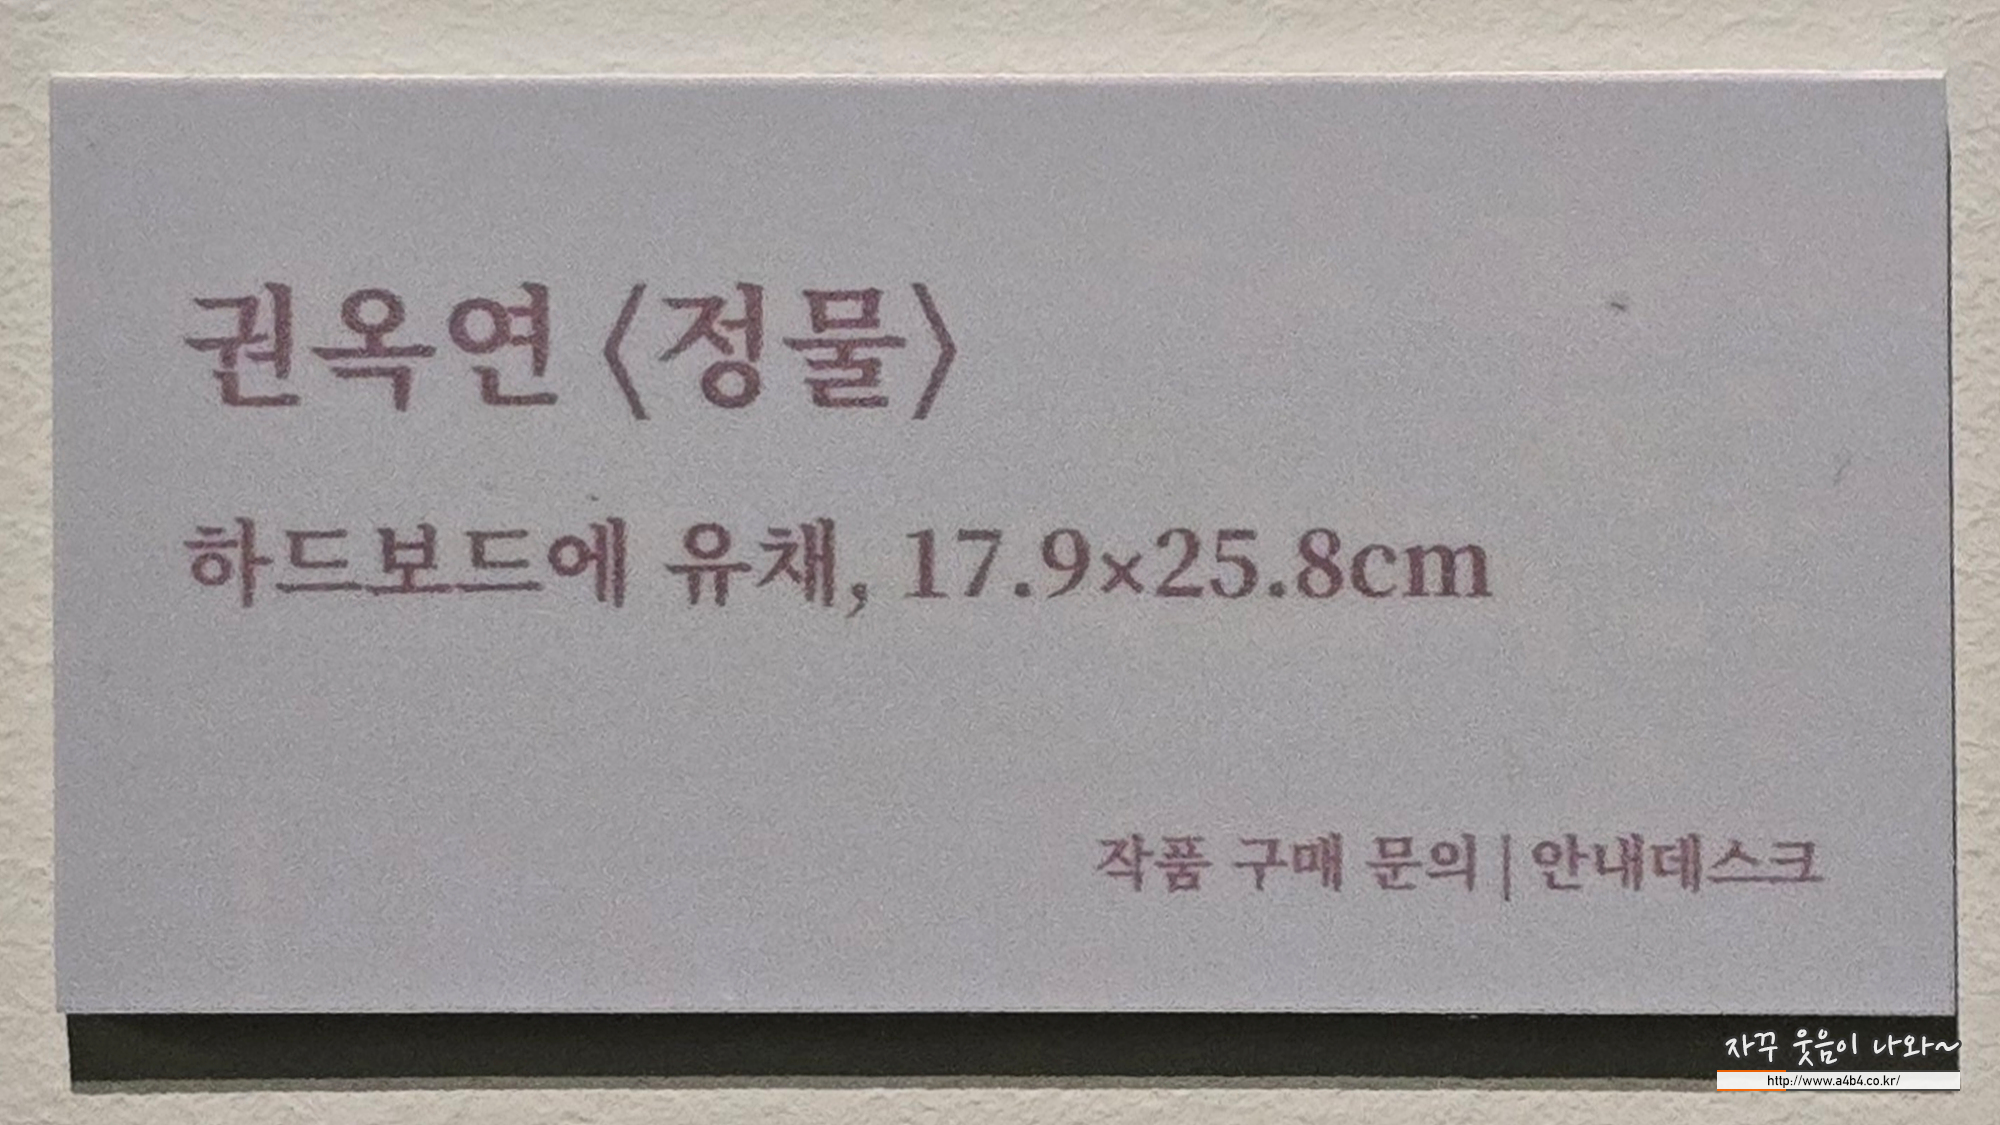 권옥연 〈정물〉
하드보드에 유채, 17.9×25.8cm
작품 구매 문의 | 안내데스크
자꾸 웃음이 나와~
http://www.a4b4.co.kr/